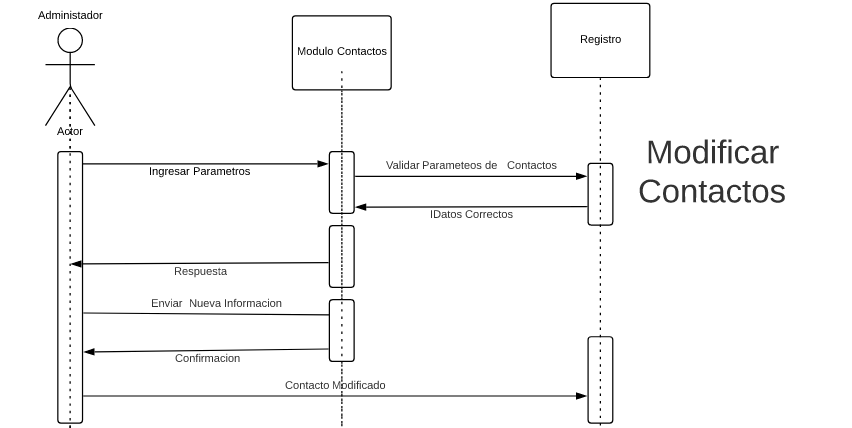 Administador
Actor
Modulo Contactos
Registro
Modificar
Contactos
Ingresar Parametros
Validar Parameteos de Contactos
IDatos Correctos
Respuesta
Enviar Nueva Informacion
Confirmacion
Contacto Modificado